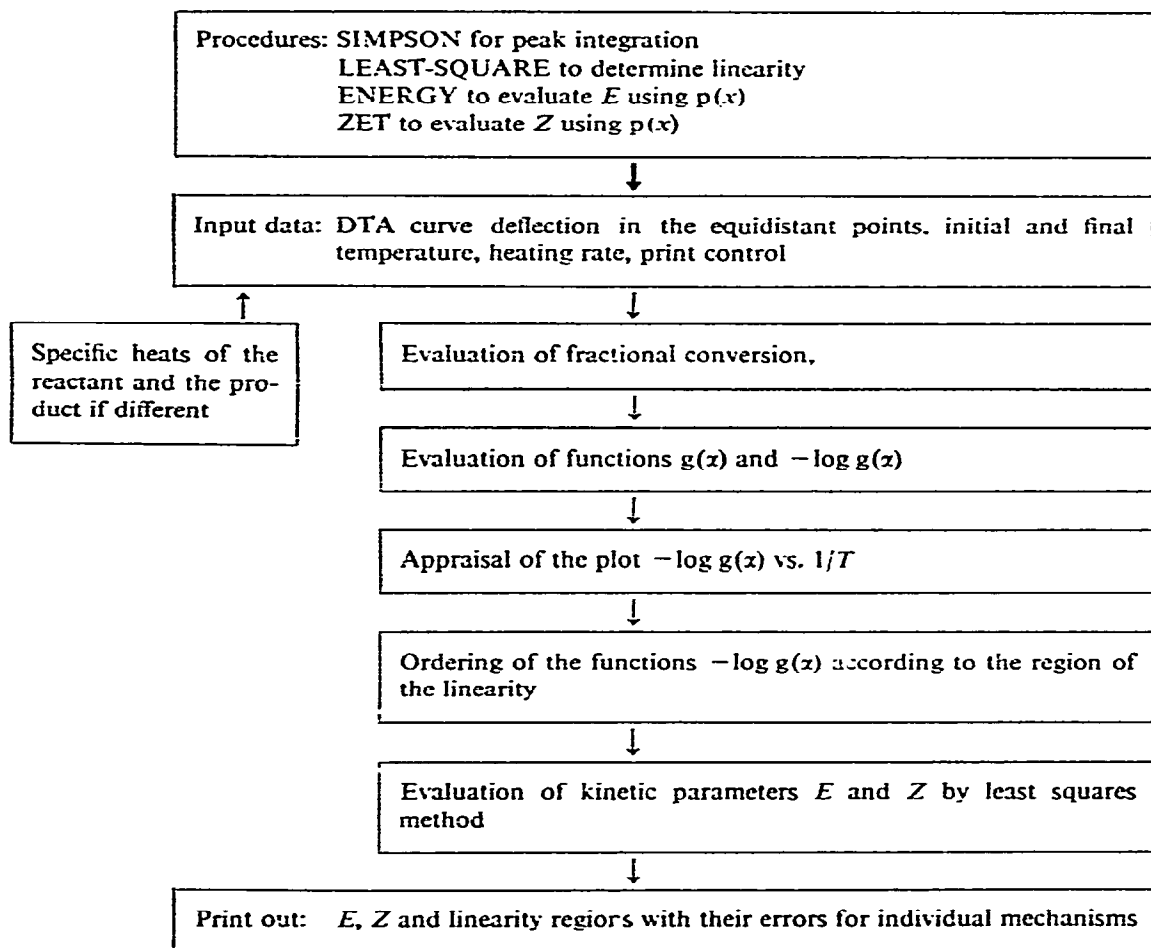 Procedures: SIMPSON for peak integration
LEAST-SQUARE to determine linearity
ENERGY to evaluate E using p(x)
ZET to evaluate Z using p(x)
Input data: DTA curve deflection in the equidistant points. initial and final
temperature, heating rate, print control
Specific heats of the
reactant and the pro-
duct if different
Evaluation of fractional conversion,
Evaluation of functions g(α) and −log g(α)
Appraisal of the plot −log g(α) vs. 1/T
Ordering of the functions −log g(α) according to the region of
the linearity
Evaluation of kinetic parameters E and Z by least squares
method
Print out: E, Z and linearity regions with their errors for individual mechanisms